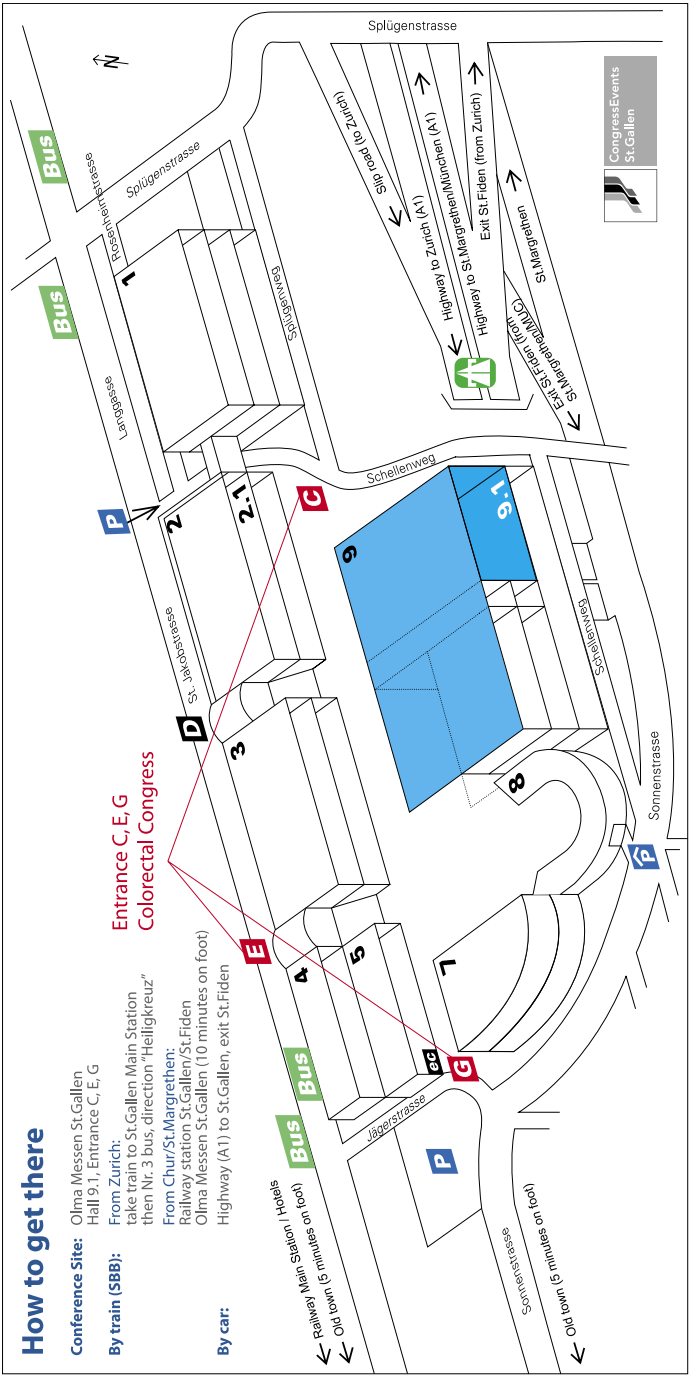 How to get there
Conference Site: Olma Messen St.Gallen
Hall 9.1, Entrance C, E, G
By train (SBB): From Zurich:
take train to St.Gallen Main Station
then Nr. 3 bus, direction “Heiligkreuz”
From Chur/St.Margrethen:
Railway station St.Gallen/St.Fiden
Olma Messen St.Gallen (10 minutes on foot)
By car: Highway (A1) to St.Gallen, exit St.Fiden
Entrance C, E, G
Colorectal Congress
Railway Main Station / Hotels
Old town (5 minutes on foot)
Bus
Bus
E
D
P
Bus
Bus
N
St. Jakobstrasse
Langgasse
Rosenheimstrasse
Splügenstrasse
Splügenstrasse
Splügenweg
Schellenweg
Schellenweg
Jägerstrasse
Sonnenstrasse
Sonnenstrasse
Old town (5 minutes on foot)
P
P
G
ec
C
1
2
2.1
3
4
5
7
8
9
9.1
Slip road (to Zurich)
Highway to Zurich (A1)
Highway to St.Margrethen/München (A1)
Exit St.Fiden (from Zurich)
St.Margrethen
Exit St.Fiden (from
St.Margrethen/MUC)
CongressEvents
St.Gallen